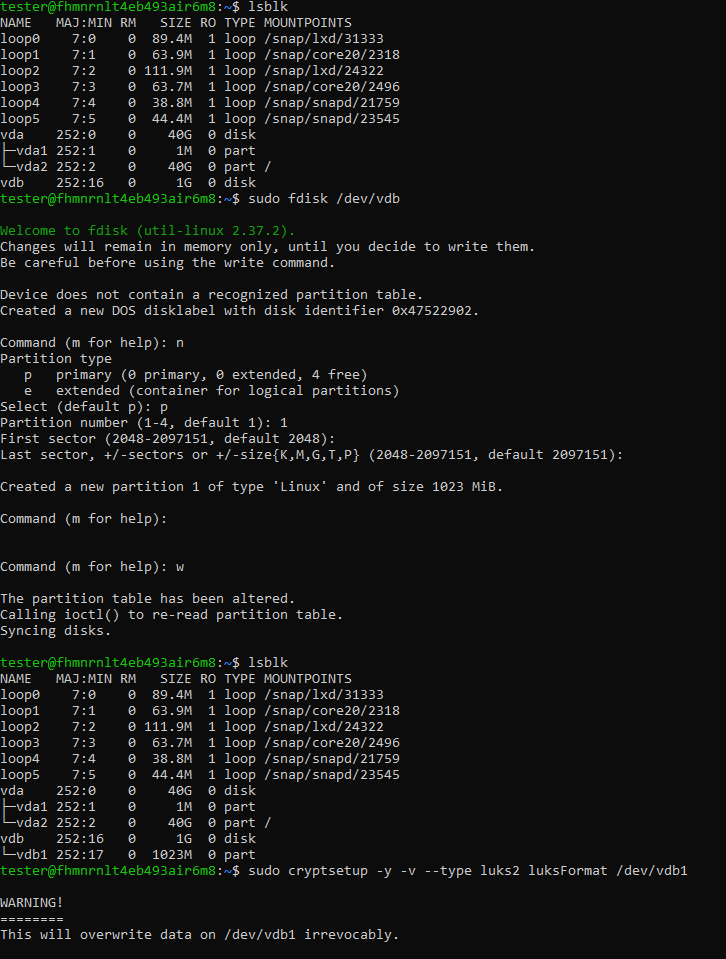 tester@fhmnrnlt4eb493air6m8:~$ lsblk
NAME   MAJ:MIN RM   SIZE RO TYPE MOUNTPOINTS
loop0    7:0    0  89.4M  1 loop /snap/lxd/31333
loop1    7:1    0  63.9M  1 loop /snap/core20/2318
loop2    7:2    0 111.9M  1 loop /snap/lxd/24322
loop3    7:3    0  63.7M  1 loop /snap/core20/2496
loop4    7:4    0  38.8M  1 loop /snap/snapd/21759
loop5    7:5    0  44.4M  1 loop /snap/snapd/23545
vda    252:0    0    40G  0 disk
├─vda1 252:1    0     1M  0 part
└─vda2 252:2    0    40G  0 part /
vdb    252:16   0     1G  0 disk
tester@fhmnrnlt4eb493air6m8:~$ sudo fdisk /dev/vdb
Welcome to fdisk (util-linux 2.37.2).
Changes will remain in memory only, until you decide to write them.
Be careful before using the write command.
Device does not contain a recognized partition table.
Created a new DOS disklabel with disk identifier 0x47522902.
Command (m for help): n
Partition type
   p   primary (0 primary, 0 extended, 4 free)
   e   extended (container for logical partitions)
Select (default p): p
Partition number (1-4, default 1): 1
First sector (2048-2097151, default 2048):
Last sector, +/-sectors or +/-size{K,M,G,T,P} (2048-2097151, default 2097151):
Created a new partition 1 of type 'Linux' and of size 1023 MiB.
Command (m for help):
Command (m for help): w
The partition table has been altered.
Calling ioctl() to re-read partition table.
Syncing disks.
tester@fhmnrnlt4eb493air6m8:~$ lsblk
NAME   MAJ:MIN RM   SIZE RO TYPE MOUNTPOINTS
loop0    7:0    0  89.4M  1 loop /snap/lxd/31333
loop1    7:1    0  63.9M  1 loop /snap/core20/2318
loop2    7:2    0 111.9M  1 loop /snap/lxd/24322
loop3    7:3    0  63.7M  1 loop /snap/core20/2496
loop4    7:4    0  38.8M  1 loop /snap/snapd/21759
loop5    7:5    0  44.4M  1 loop /snap/snapd/23545
vda    252:0    0    40G  0 disk
├─vda1 252:1    0     1M  0 part
└─vda2 252:2    0    40G  0 part /
vdb    252:16   0     1G  0 disk
└─vdb1 252:17   0  1023M  0 part
tester@fhmnrnlt4eb493air6m8:~$ sudo cryptsetup -y -v --type luks2 luksFormat /dev/vdb1
WARNING!
========
This will overwrite data on /dev/vdb1 irrevocably.